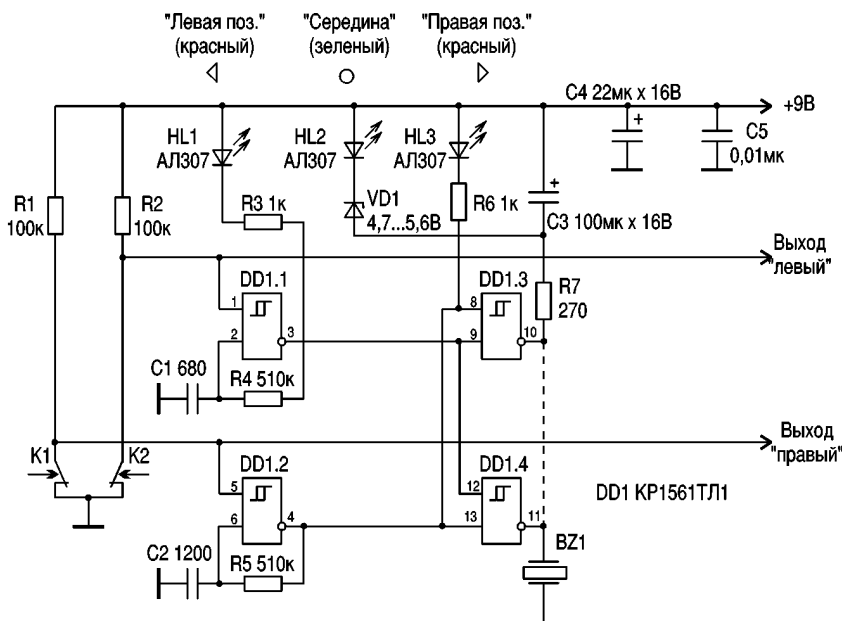 "Левая поз."
(красный)
"Середина"
(зеленый)
"Правая поз."
(красный)
C4 22мк х 16В
+9В
C5
0,01мк
HL1
АЛ307
HL2
АЛ307
HL3
АЛ307
+
+
R1
100к
R2
100к
R3 1к
VD1
4,7...5,6В
R6 1к
C3 100мк х 16В
Выход
"левый"
DD1.1
DD1.3
R7
270
1
2
3
8
9
10
C1 680
R4 510к
Выход
"правый"
K1
K2
DD1.2
DD1.4
DD1 КР1561ТЛ1
5
6
4
12
13
11
C2 1200
R5 510к
BZ1